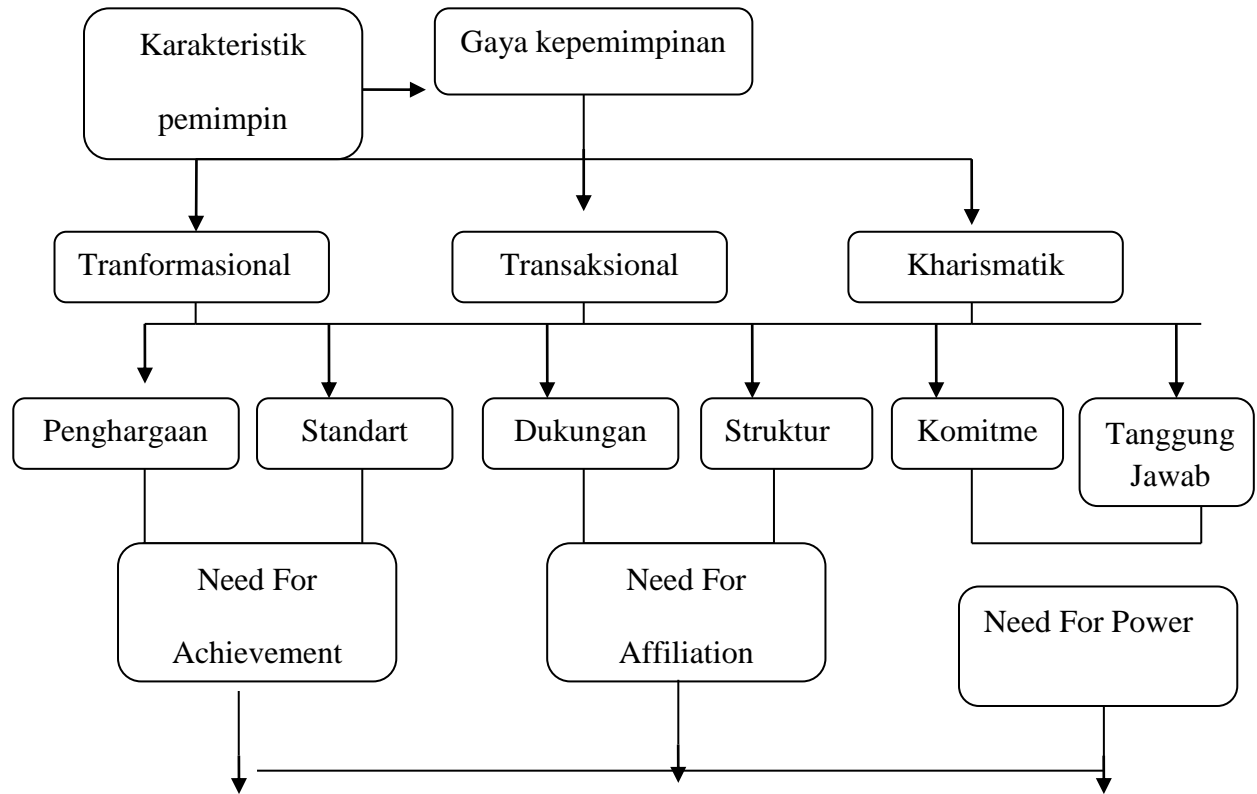 Karakteristik
pemimpin
Gaya kepemimpinan
Tranformasional
Transaksional
Kharismatik
Penghargaan
Standart
Dukungan
Struktur
Komitme
Tanggung
Jawab
Need For
Achievement
Need For
Affiliation
Need For Power